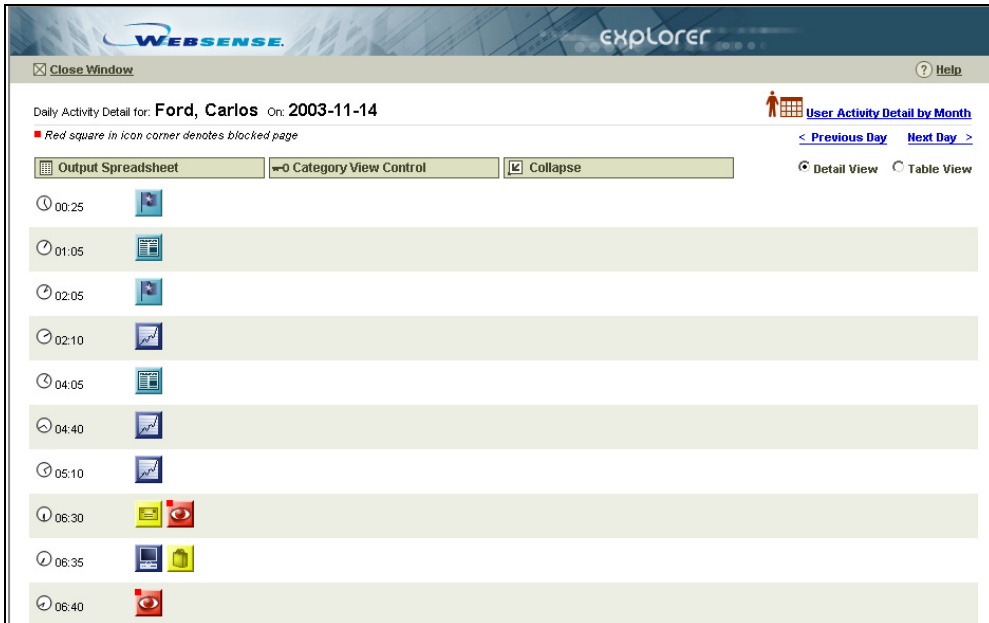 WEBSENSE. explorer
Close Window ? Help
Daily Activity Detail for: Ford, Carlos On: 2003-11-14 User Activity Detail by Month
Red square in icon corner denotes blocked page < Previous Day Next Day >
Output Spreadsheet Category View Control Collapse Detail View Table View
00:25
01:05
02:05
02:10
04:05
04:40
05:10
06:30
06:35
06:40